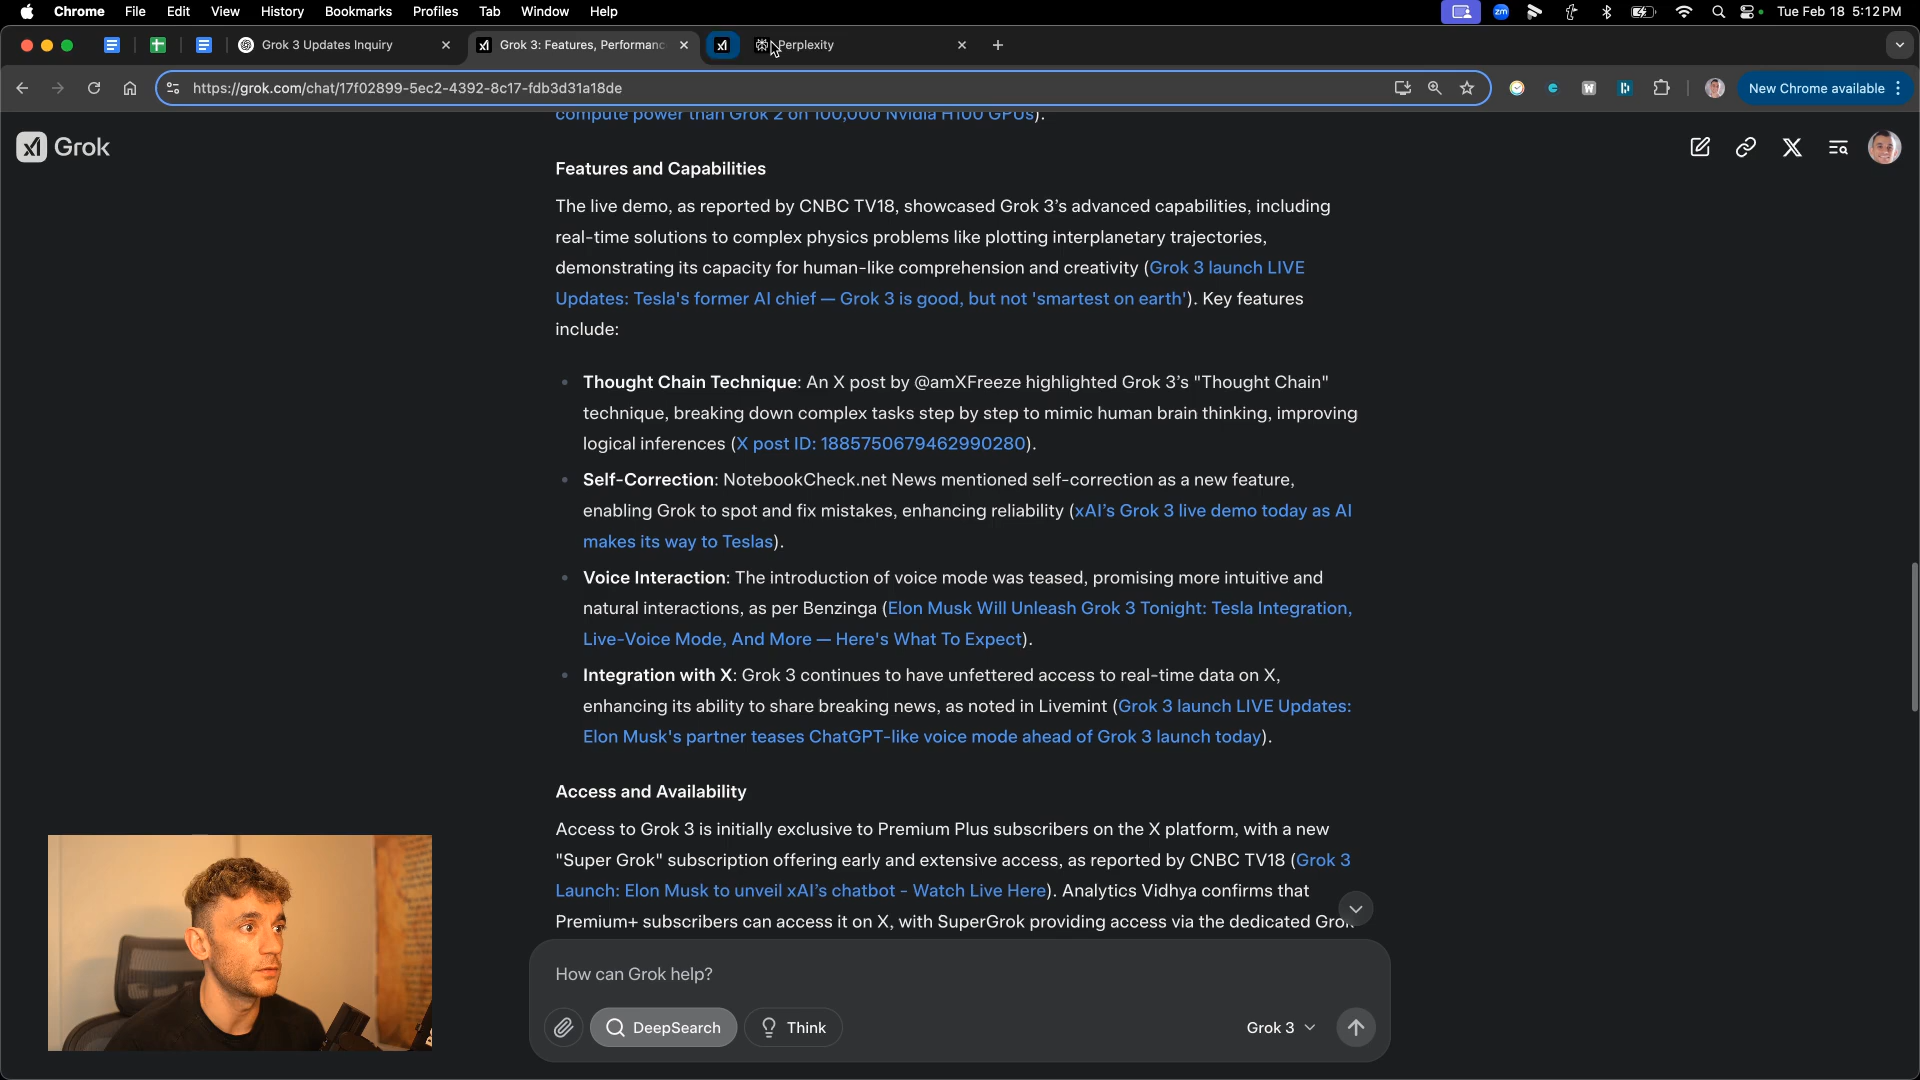 Chrome File Edit View History Bookmarks Profiles Tab Window Help
zm
Tue Feb 18 5:12 PM
Grok 3 Updates Inquiry
Grok 3: Features, Performanc
Perplexity
https://grok.com/chat/17f02899-5ec2-4392-8c17-fdb3d31a18de
New Chrome available
Grok
compute power than Grok 2 on 100,000 Nvidia H100 GPUs).
Features and Capabilities
The live demo, as reported by CNBC TV18, showcased Grok 3’s advanced capabilities, including
real-time solutions to complex physics problems like plotting interplanetary trajectories,
demonstrating its capacity for human-like comprehension and creativity (Grok 3 launch LIVE
Updates: Tesla's former AI chief — Grok 3 is good, but not 'smartest on earth'). Key features
include:
Thought Chain Technique: An X post by @amXFreeze highlighted Grok 3’s "Thought Chain"
technique, breaking down complex tasks step by step to mimic human brain thinking, improving
logical inferences (X post ID: 1885750679462990280).
Self-Correction: NotebookCheck.net News mentioned self-correction as a new feature,
enabling Grok to spot and fix mistakes, enhancing reliability (xAI’s Grok 3 live demo today as AI
makes its way to Teslas).
Voice Interaction: The introduction of voice mode was teased, promising more intuitive and
natural interactions, as per Benzinga (Elon Musk Will Unleash Grok 3 Tonight: Tesla Integration,
Live-Voice Mode, And More — Here's What To Expect).
Integration with X: Grok 3 continues to have unfettered access to real-time data on X,
enhancing its ability to share breaking news, as noted in Livemint (Grok 3 launch LIVE Updates:
Elon Musk's partner teases ChatGPT-like voice mode ahead of Grok 3 launch today).
Access and Availability
Access to Grok 3 is initially exclusive to Premium Plus subscribers on the X platform, with a new
"Super Grok" subscription offering early and extensive access, as reported by CNBC TV18 (Grok 3
Launch: Elon Musk to unveil xAI’s chatbot - Watch Live Here). Analytics Vidhya confirms that
Premium+ subscribers can access it on X, with SuperGrok providing access via the dedicated Grok
How can Grok help?
DeepSearch
Think
Grok 3